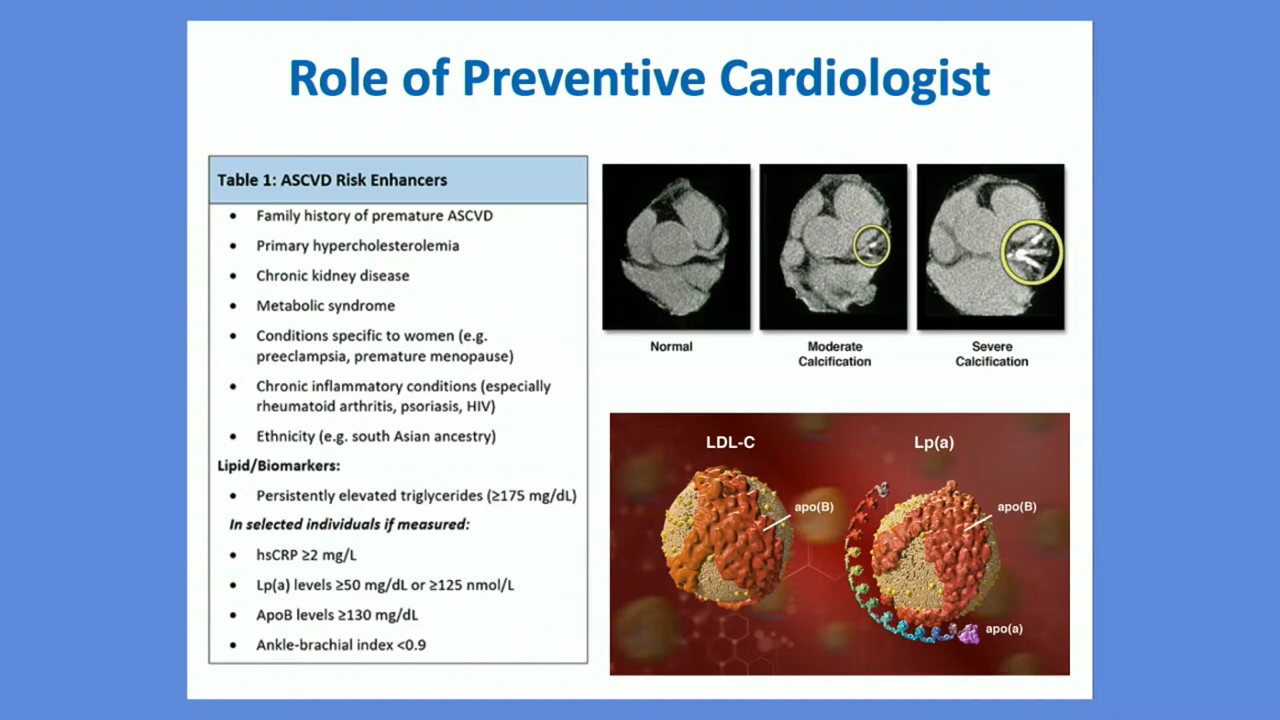 Role of Preventive Cardiologist
Table 1: ASCVD Risk Enhancers
• Family history of premature ASCVD
• Primary hypercholesterolemia
• Chronic kidney disease
• Metabolic syndrome
• Conditions specific to women (e.g.
preeclampsia, premature menopause)
• Chronic inflammatory conditions (especially
rheumatoid arthritis, psoriasis, HIV)
• Ethnicity (e.g. south Asian ancestry)
Lipid/Biomarkers:
• Persistently elevated triglycerides (≥175 mg/dL)
In selected individuals if measured:
• hsCRP ≥2 mg/L
• Lp(a) levels ≥50 mg/dL or ≥125 nmol/L
• ApoB levels ≥130 mg/dL
• Ankle-brachial index <0.9
Normal
Moderate
Calcification
Severe
Calcification
LDL-C
apo(B)
Lp(a)
apo(B)
apo(a)